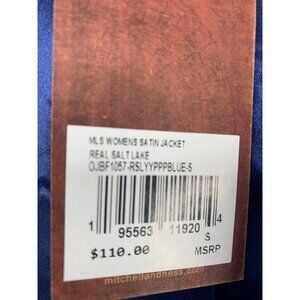 MLS WOMENS SATIN JACKET
REAL SALT LAKE
OJBF1057-RSLYYPPPBLUE-S
1 95563 11920 4
S
$110.00 MSRP
mitchellandness.com